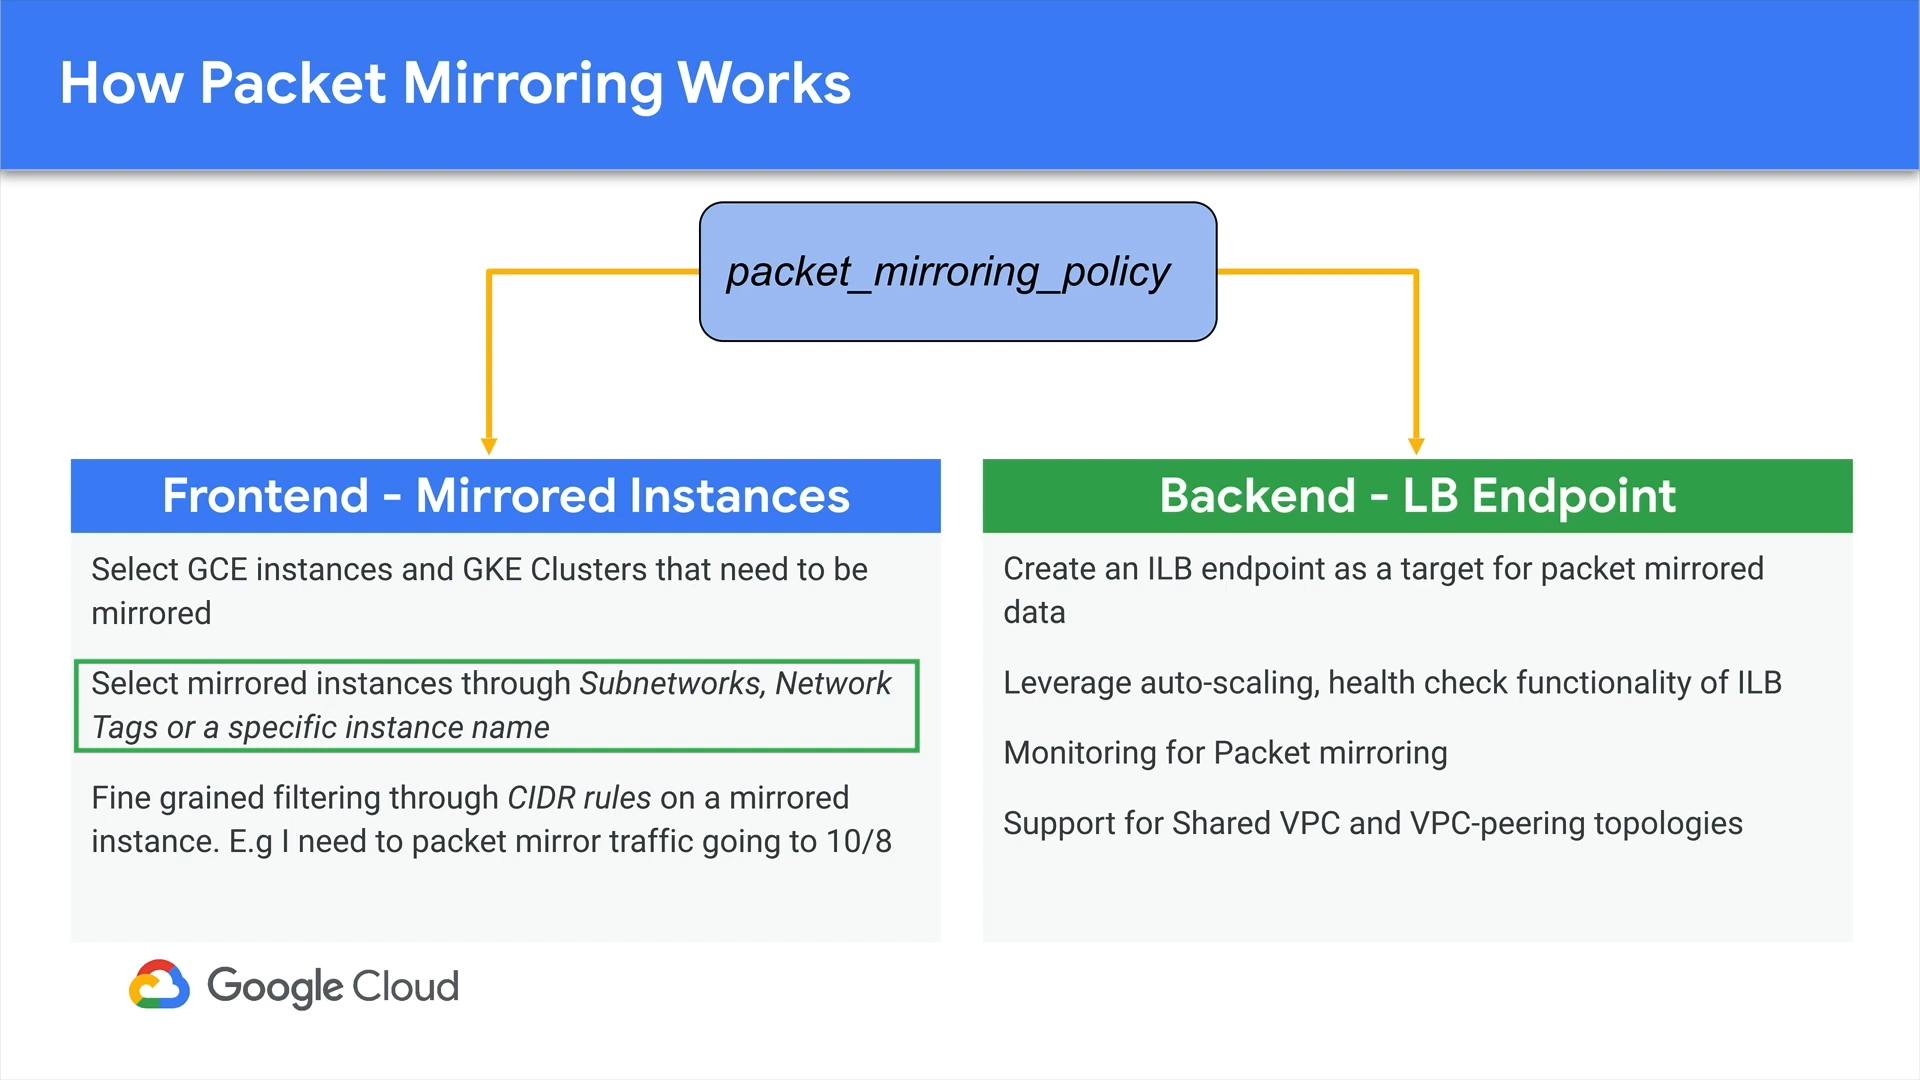 How Packet Mirroring Works
packet_mirroring_policy
Frontend - Mirrored Instances
Select GCE instances and GKE Clusters that need to be
mirrored
Select mirrored instances through Subnetworks, Network
Tags or a specific instance name
Fine grained filtering through CIDR rules on a mirrored
instance. E.g I need to packet mirror traffic going to 10/8
Backend - LB Endpoint
Create an ILB endpoint as a target for packet mirrored
data
Leverage auto-scaling, health check functionality of ILB
Monitoring for Packet mirroring
Support for Shared VPC and VPC-peering topologies
Google Cloud